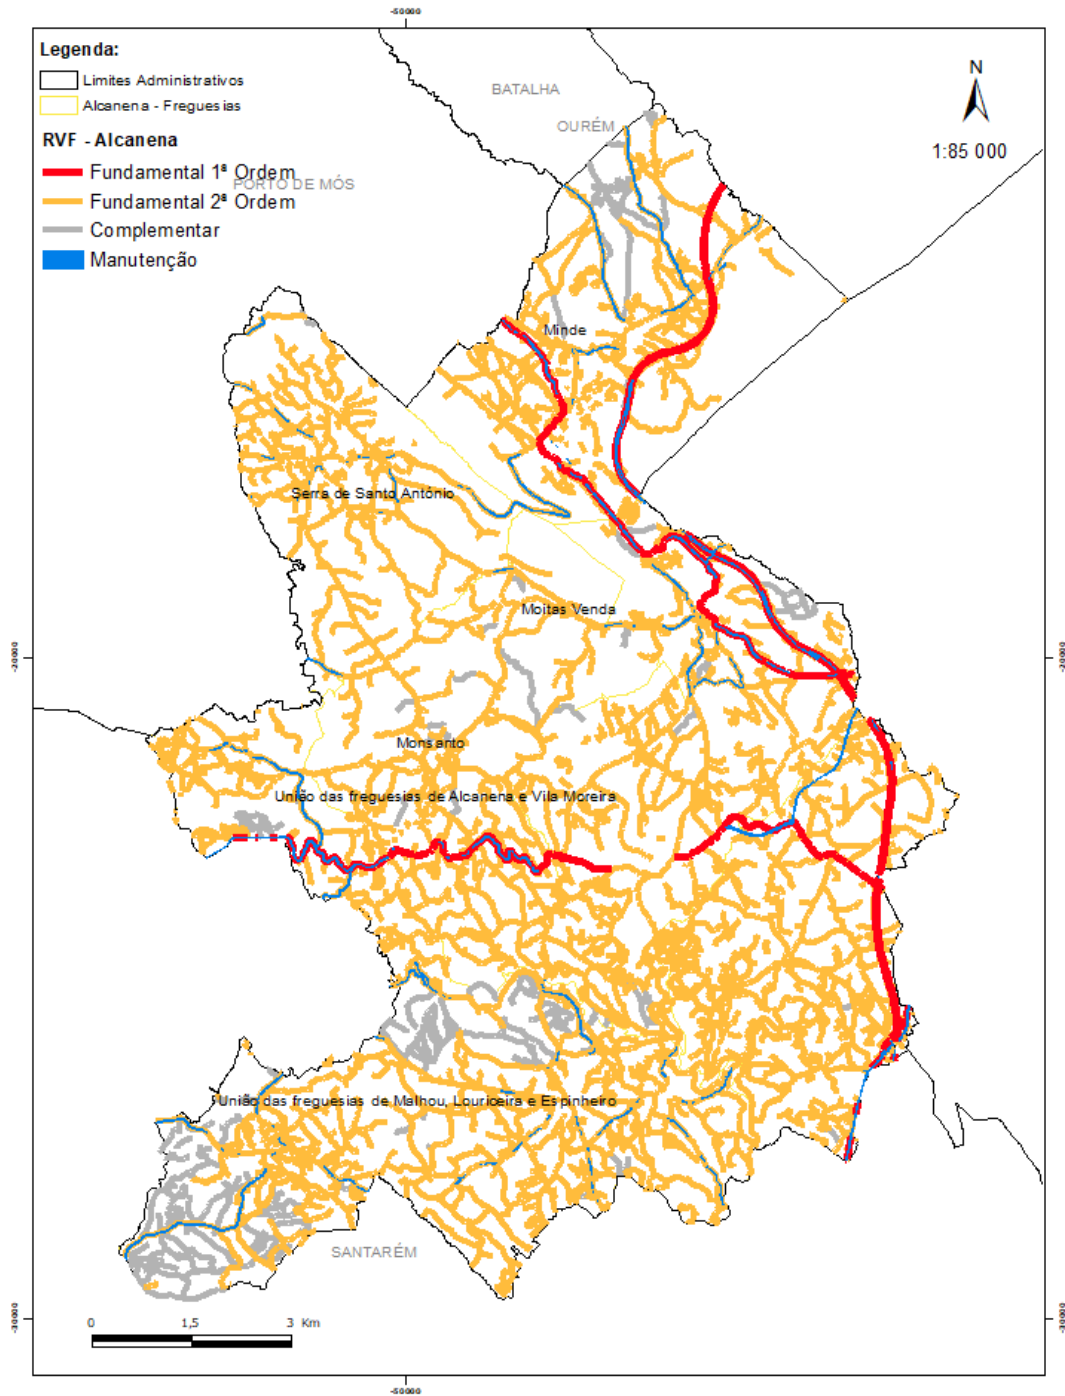 -50000
Legenda:
Limites Administrativos
Alcanena - Freguesias
RVF - Alcanena
Fundamental 1ª Ordem
Fundamental 2ª Ordem
Complementar
Manutenção
BATALHA
OURÉM
PORTO DE MÓS
N
1:85 000
Minde
Serra de Santo António
Moitas Venda
-20000
-20000
Monsanto
União das freguesias de Alcanena e Vila Moreira
União das freguesias de Malhou, Louriceira e Espinheiro
SANTARÉM
0 1,5 3 Km
-30000
-30000
-50000